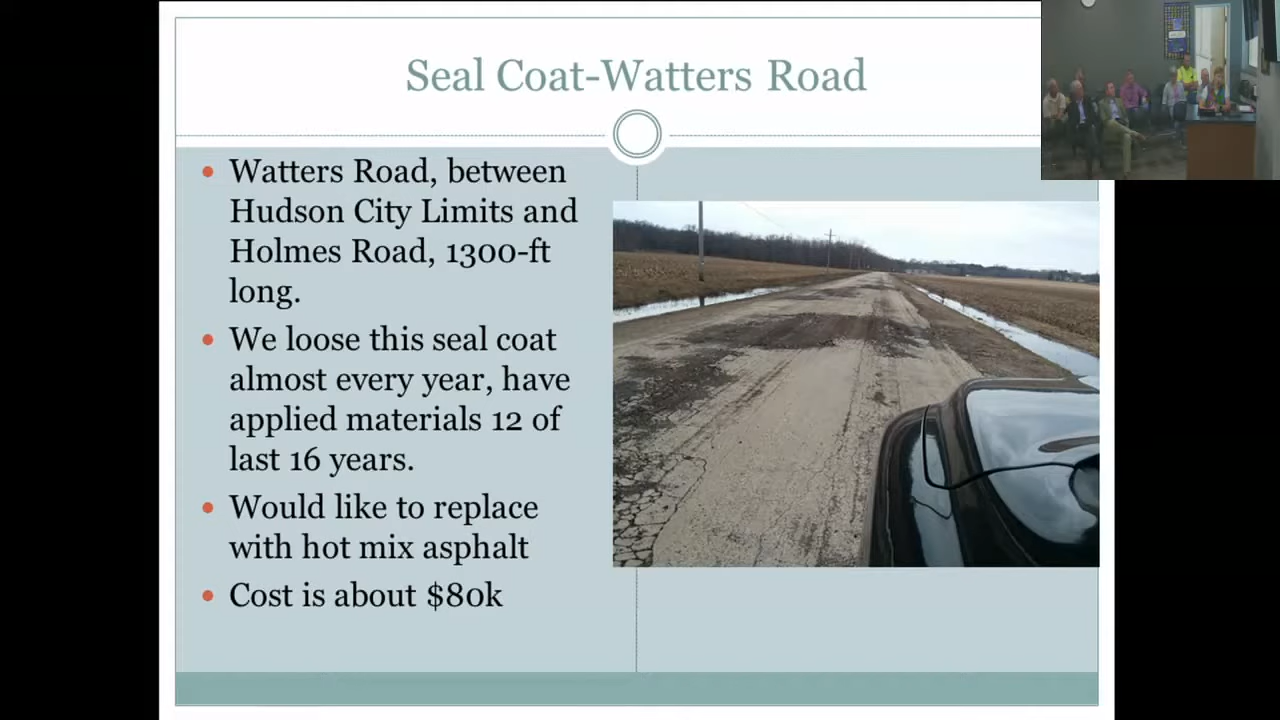 Seal Coat-Watters Road
Watters Road, between
Hudson City Limits and
Holmes Road, 1300-ft
long.
We loose this seal coat
almost every year, have
applied materials 12 of
last 16 years.
Would like to replace
with hot mix asphalt
Cost is about $80k